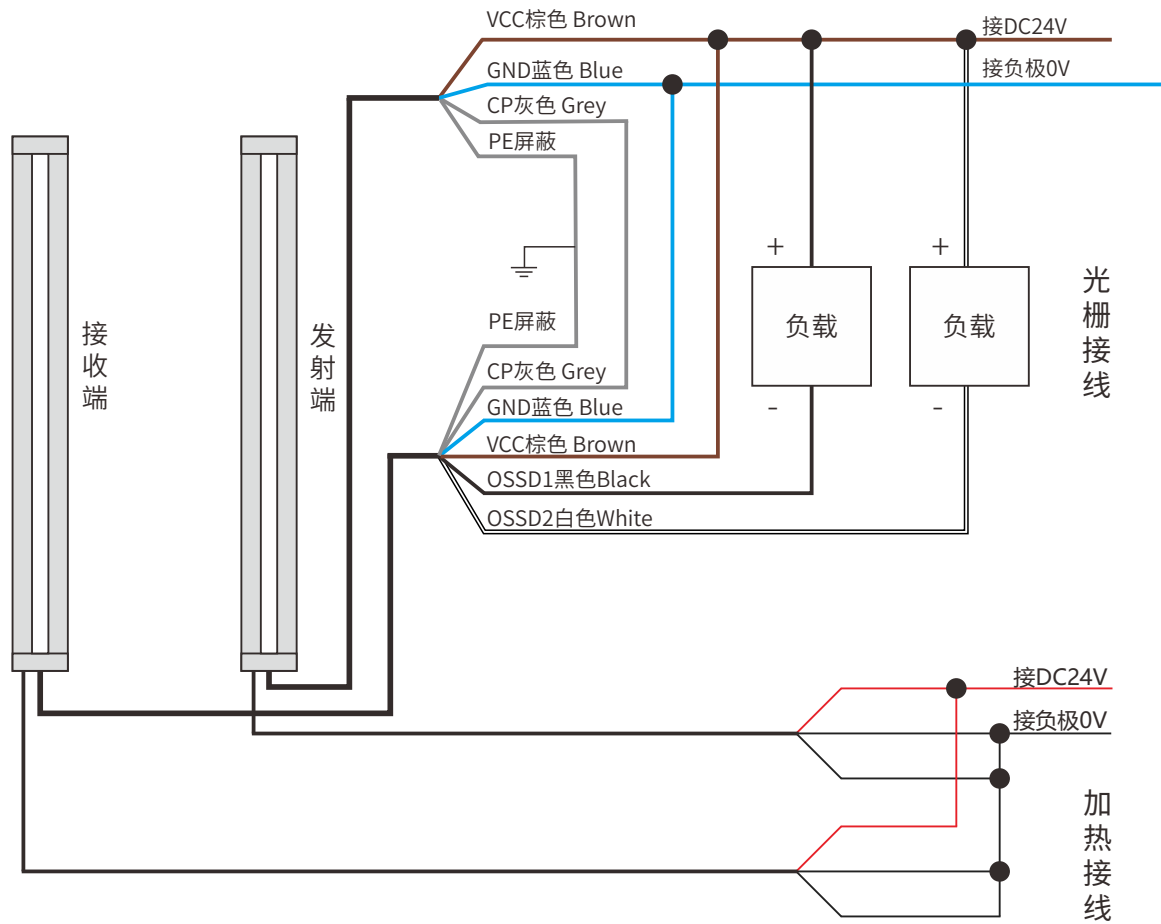 VCC棕色 Brown
接DC24V
GND蓝色 Blue
接负极0V
CP灰色 Grey
PE屏蔽
+
+
负载
负载
-
-
光栅接线
接收端
发射端
PE屏蔽
CP灰色 Grey
GND蓝色 Blue
VCC棕色 Brown
OSSD1黑色Black
OSSD2白色White
接DC24V
接负极0V
加热接线